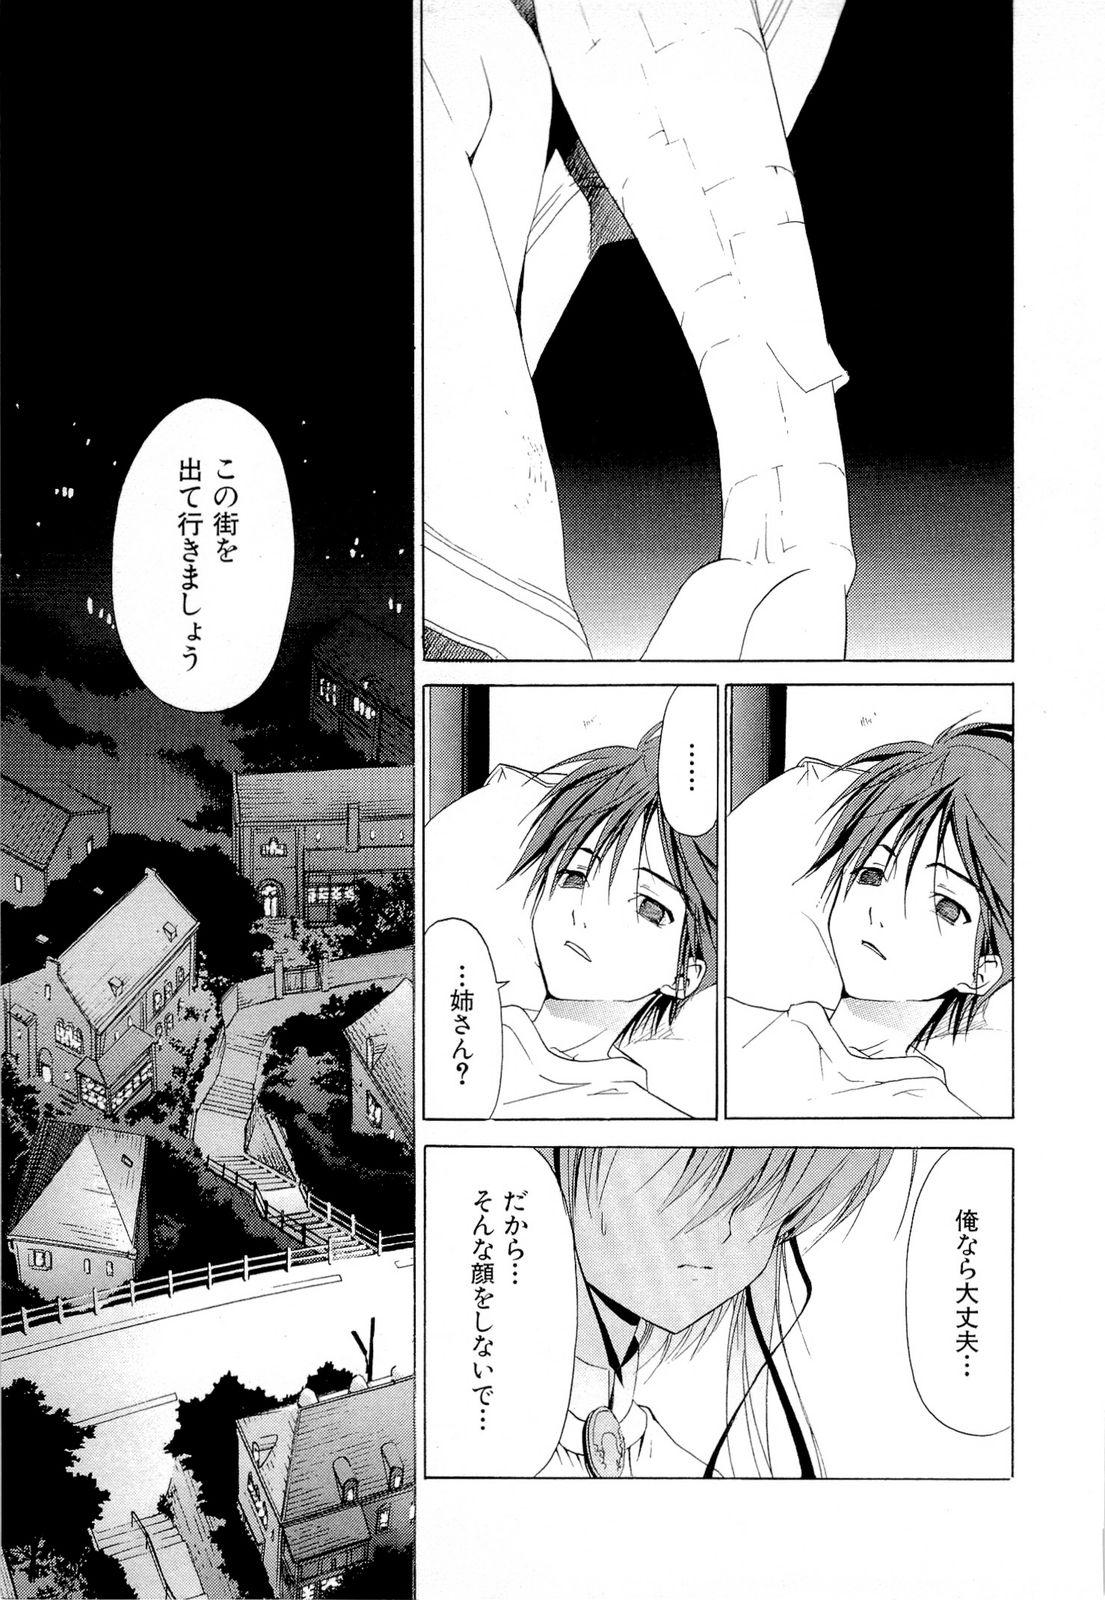 ……
…姉さん？
俺なら大丈夫…
だから…
そんな顔をしないで…
この街を
出て行きましょう